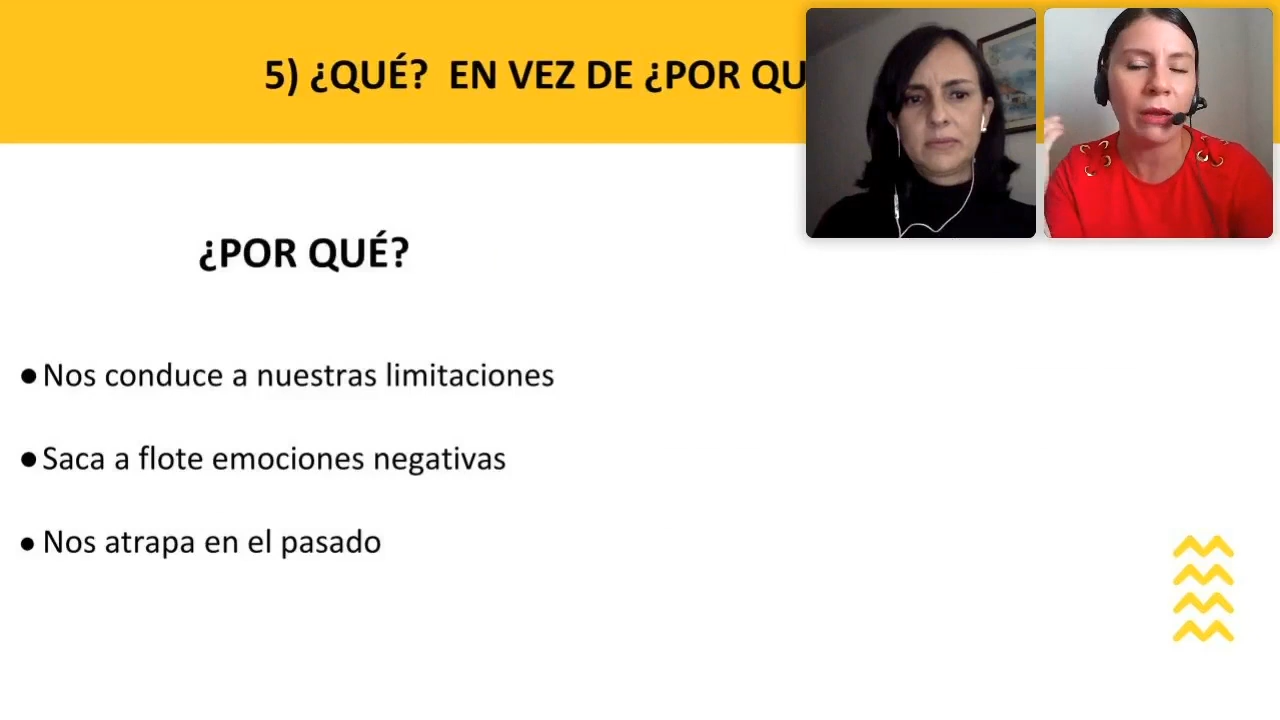 5) ¿QUÉ? EN VEZ DE ¿POR
¿POR QUÉ?
● Nos conduce a nuestras limitaciones
● Saca a flote emociones negativas
● Nos atrapa en el pasado